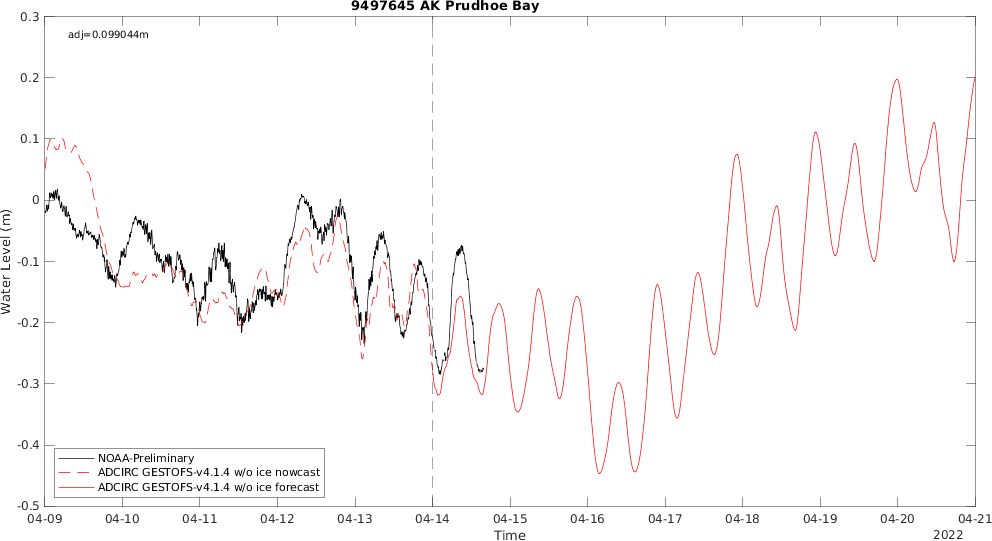 9497645 AK Prudhoe Bay
adj=0.099044m
0.3
0.2
0.1
0
-0.1
-0.2
-0.3
-0.4
-0.5
Water Level (m)
NOAA-Preliminary
ADCIRC GESTOFS-v4.1.4 w/o ice nowcast
ADCIRC GESTOFS-v4.1.4 w/o ice forecast
04-09 04-10 04-11 04-12 04-13 04-14 04-15 04-16 04-17 04-18 04-19 04-20 04-21
Time
2022